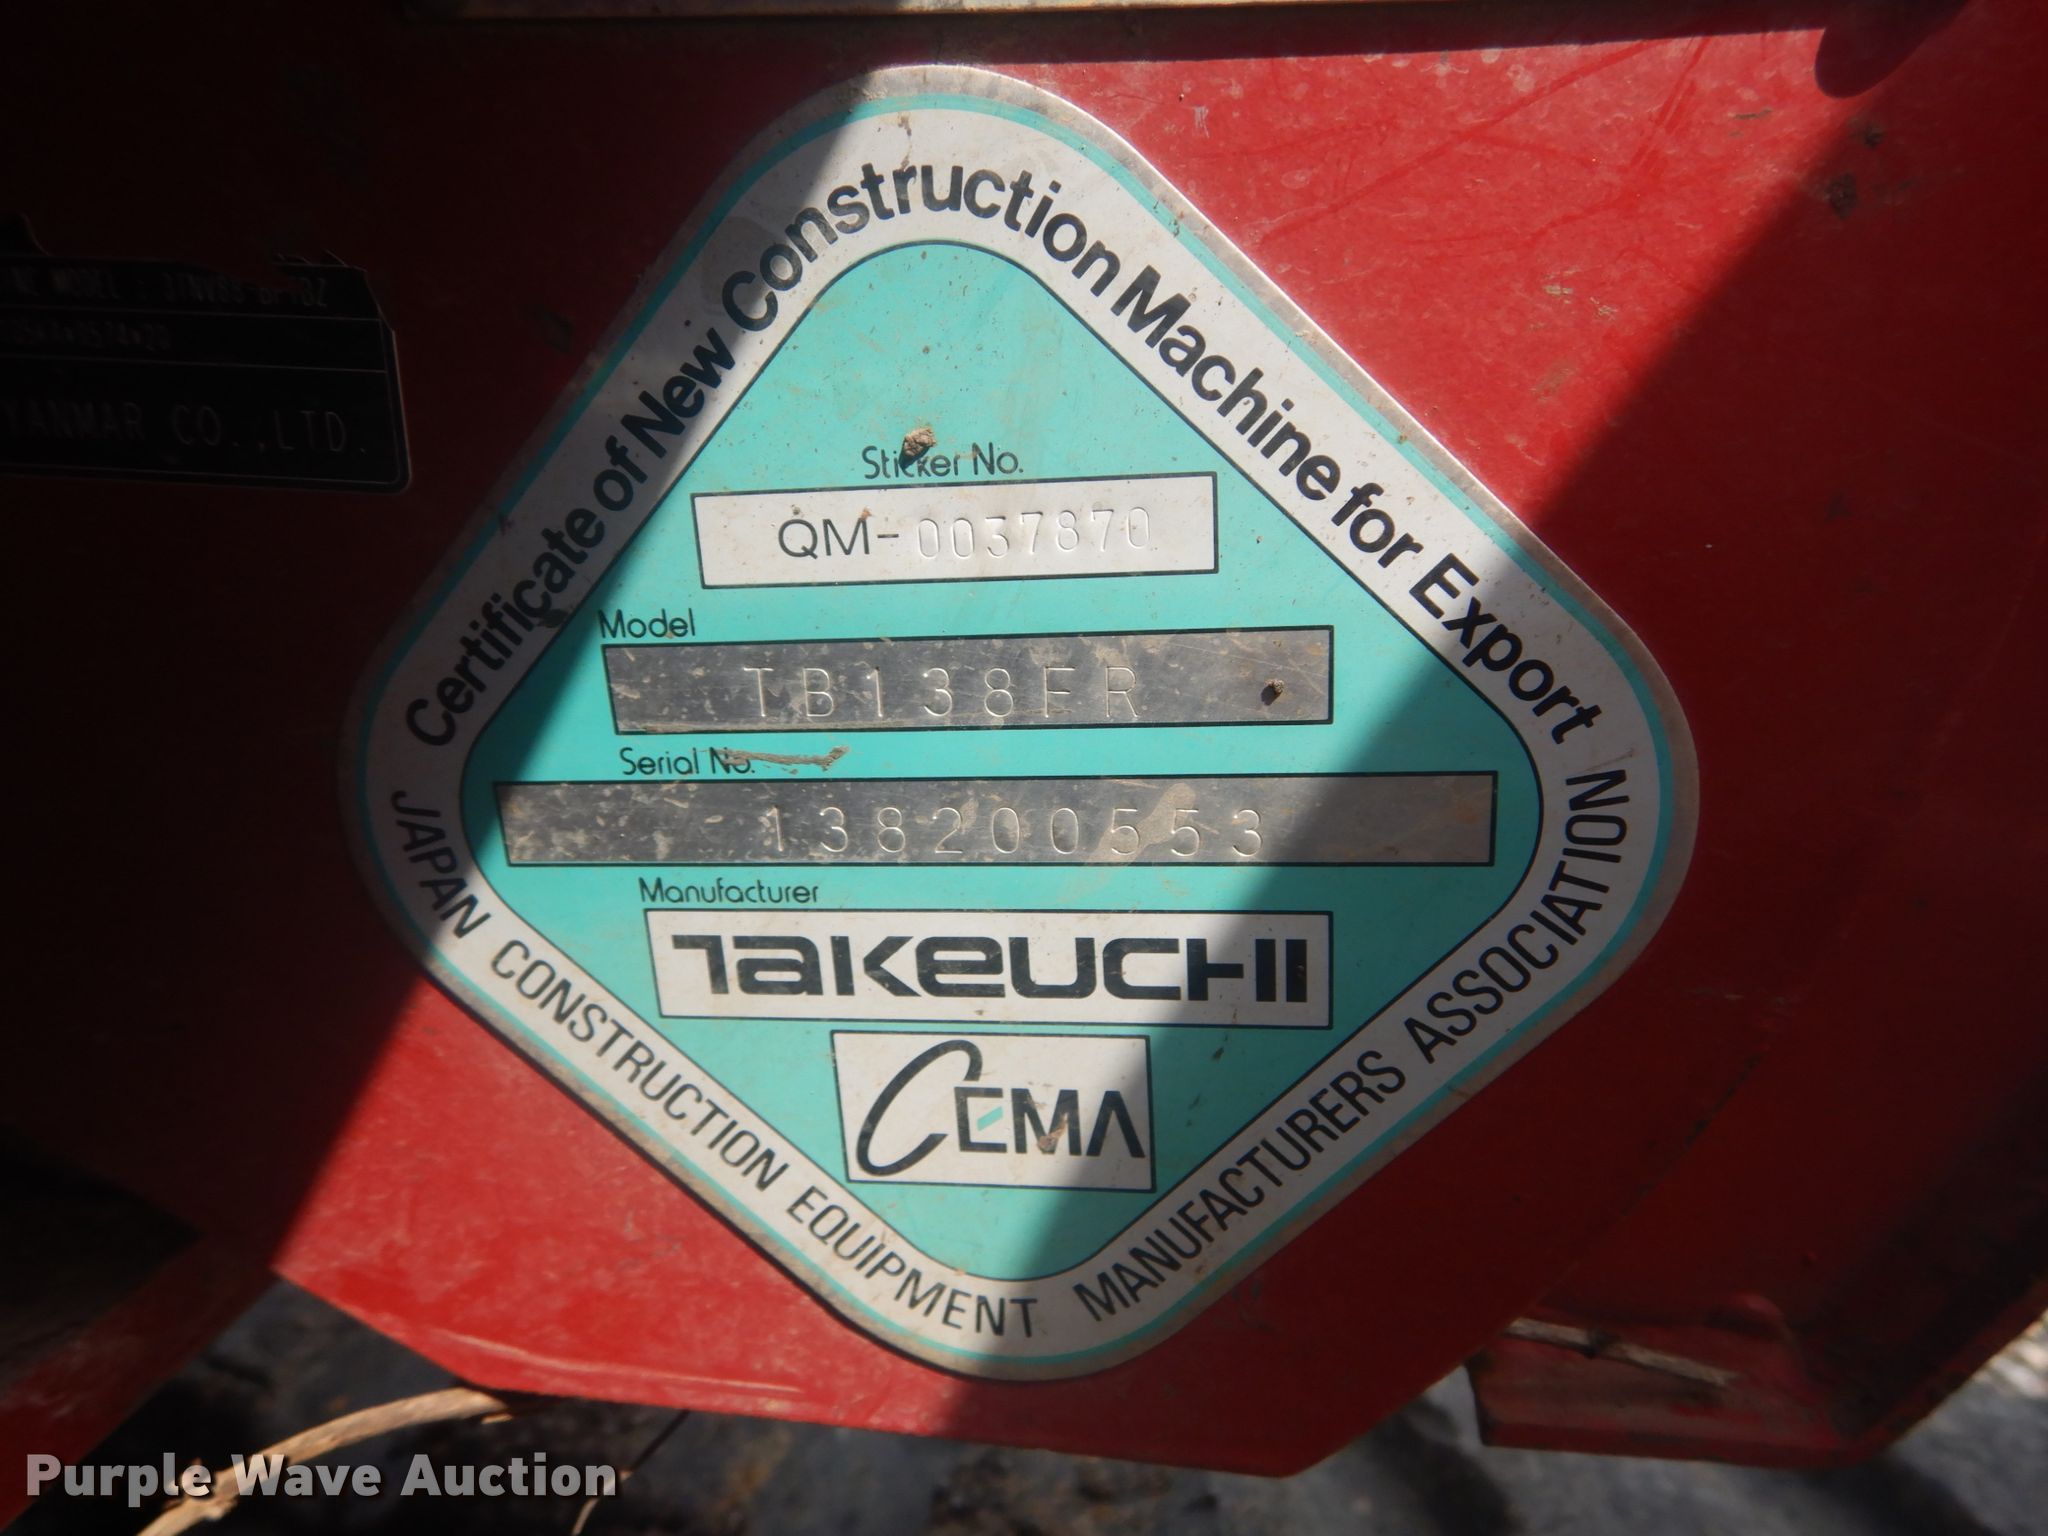 Certificate of New Construction Machine for Export
Sticker No.
QM-0037870
Model
TB138FR
Serial No.
138200553
Manufacturer
TAKEUCHI
CEMA
JAPAN CONSTRUCTION EQUIPMENT MANUFACTURERS ASSOCIATION
MODEL :
YANMAR CO.,LTD.
Purple Wave Auction